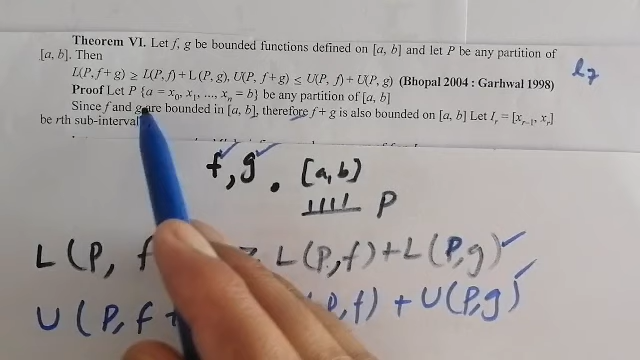 Theorem VI. Let f, g be bounded functions defined on [a, b] and let P be any partition of
[a, b]. Then
L(P, f+g) ≥ L(P, f) + L (P, g), U(P, f+g) ≤ U(P, f) + U(P, g) (Bhopal 2004 : Garhwal 1998)
Proof Let P {a = x₀, x₁, ..., xₙ = b} be any partition of [a, b]
Since f and g are bounded in [a, b], therefore f + g is also bounded on [a, b] Let Iᵣ = [xᵣ₋₁, xᵣ]
be rth sub-interval
f, g . [a, b]
P
L (P, f L(P,f) + L(P,g)
U (P, f + P,f) + U(P,g)